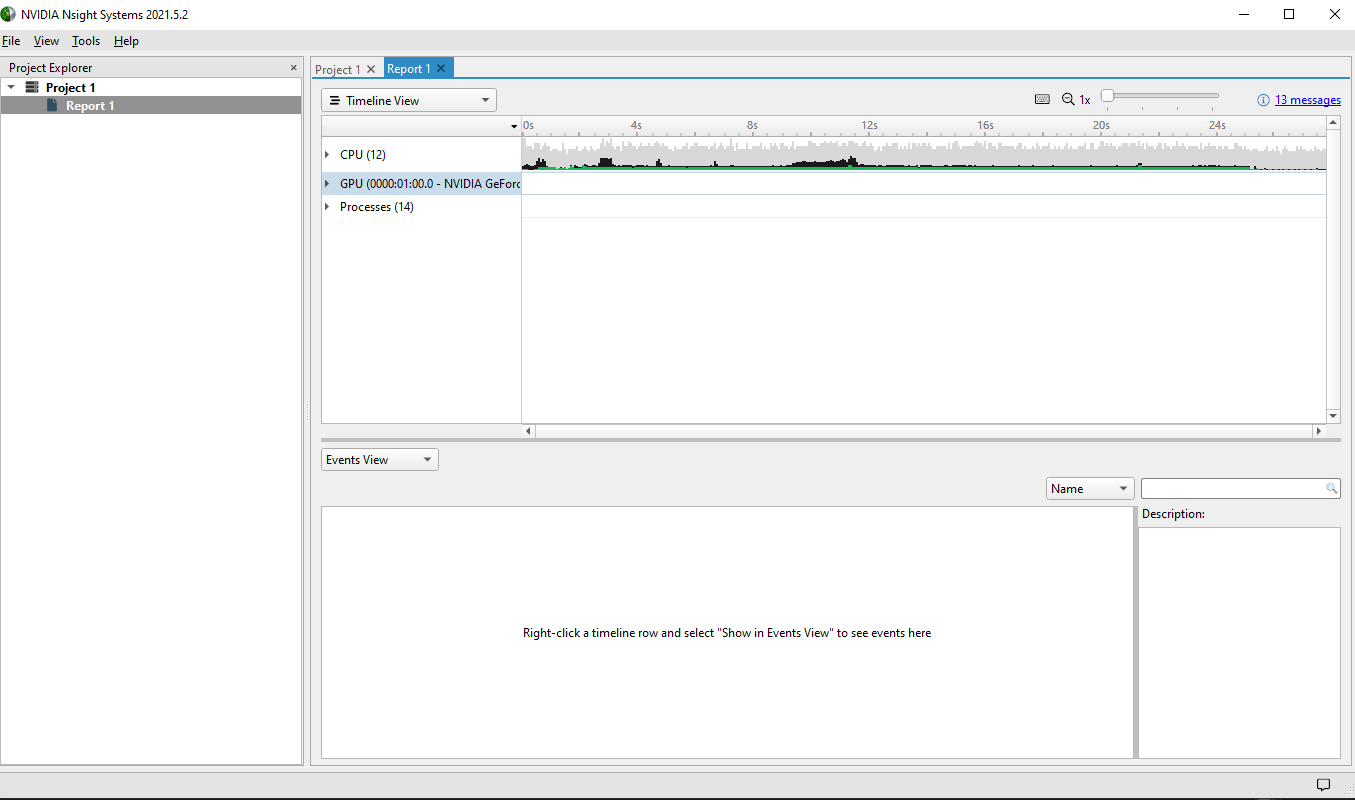 NVIDIA Nsight Systems 2021.5.2
File View Tools Help
Project Explorer
Project 1
Report 1
Project 1 Report 1
Timeline View
1x
13 messages
0s 4s 8s 12s 16s 20s 24s
CPU (12)
GPU (0000:01:00.0 - NVIDIA GeForc
Processes (14)
Events View
Name
Description:
Right-click a timeline row and select "Show in Events View" to see events here